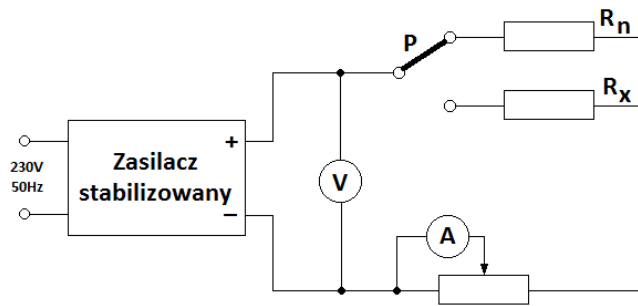 P
Rn
Rx
230V
50Hz
Zasilacz
stabilizowany
+
−
V
A